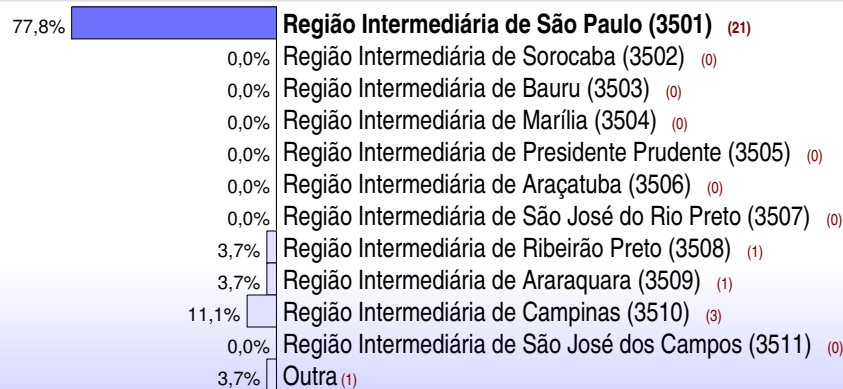 77,8% Região Intermediária de São Paulo (3501) (21)
0,0% Região Intermediária de Sorocaba (3502) (0)
0,0% Região Intermediária de Bauru (3503) (0)
0,0% Região Intermediária de Marília (3504) (0)
0,0% Região Intermediária de Presidente Prudente (3505) (0)
0,0% Região Intermediária de Araçatuba (3506) (0)
0,0% Região Intermediária de São José do Rio Preto (3507) (0)
3,7% Região Intermediária de Ribeirão Preto (3508) (1)
3,7% Região Intermediária de Araraquara (3509) (1)
11,1% Região Intermediária de Campinas (3510) (3)
0,0% Região Intermediária de São José dos Campos (3511) (0)
3,7% Outra (1)